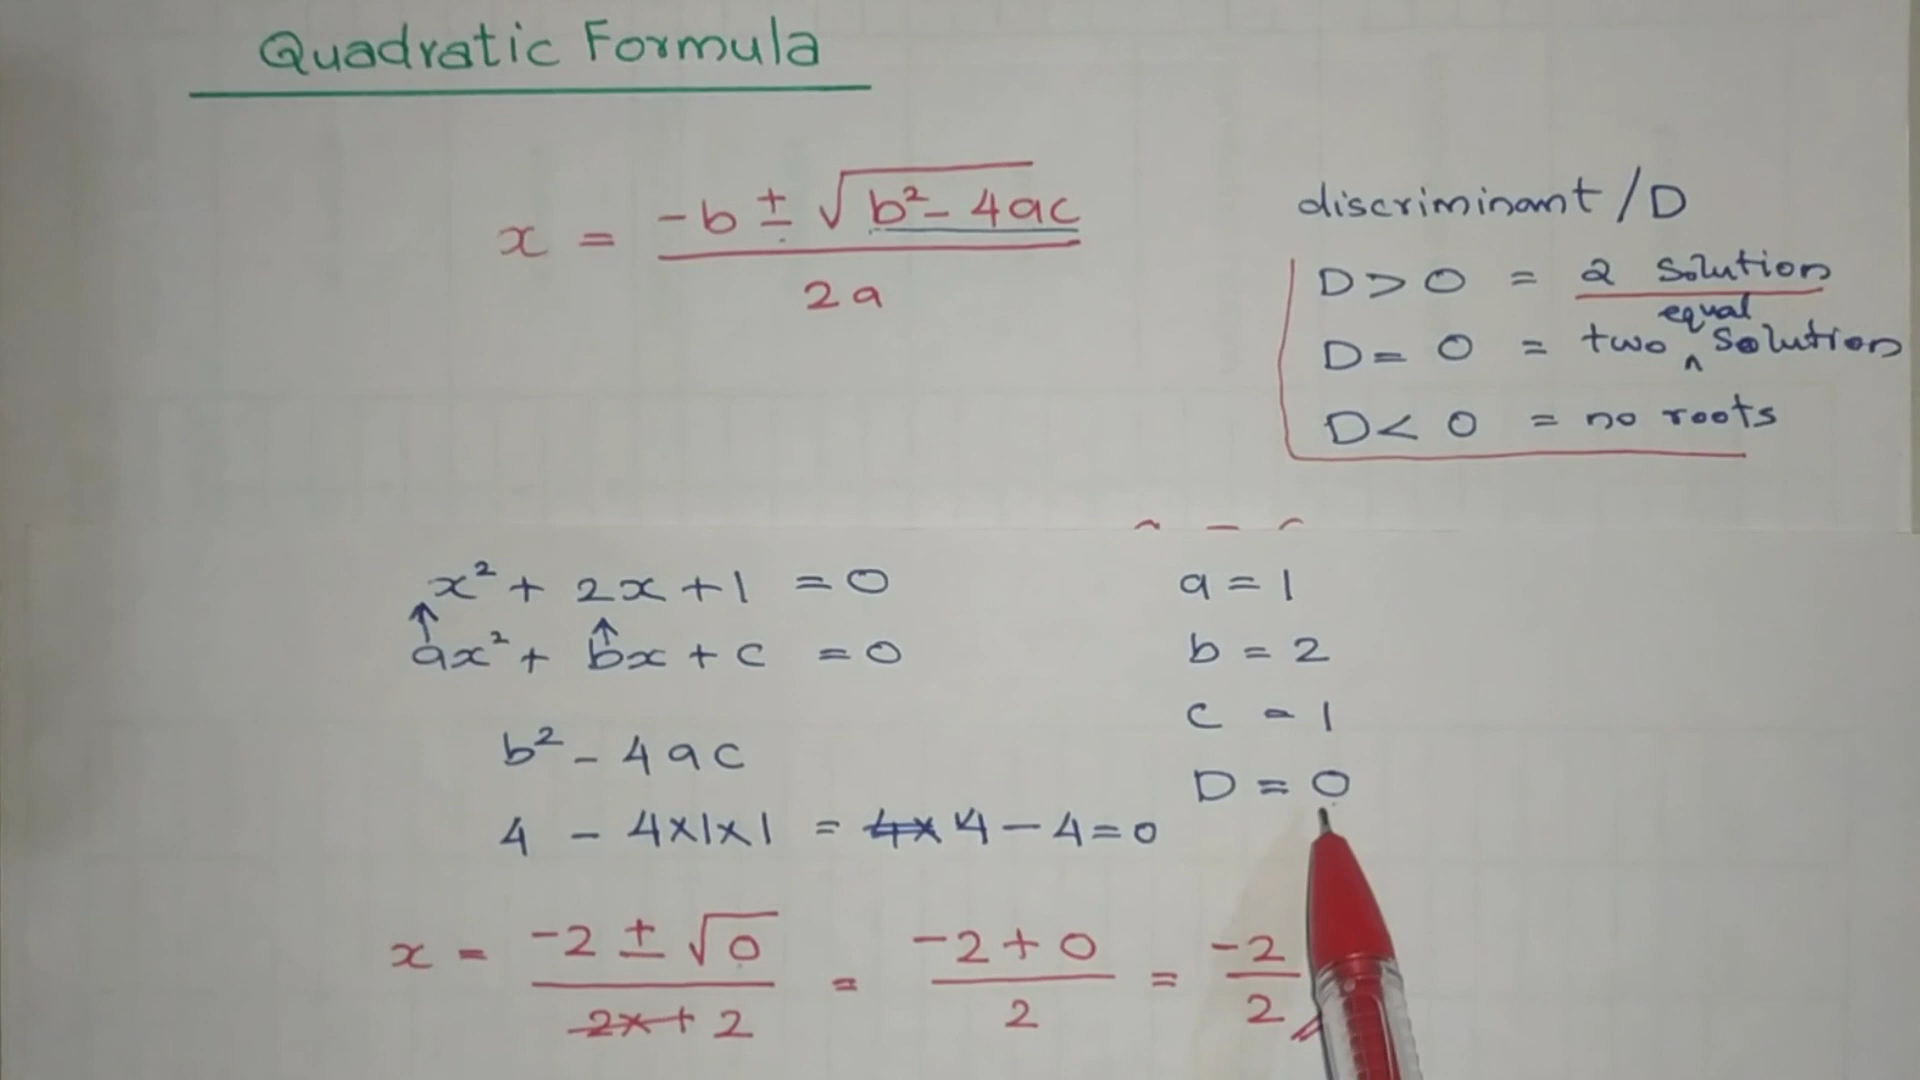 Quadratic Formula
x = -b ± √b² - 4ac / 2a
discriminant / D
D > 0 = 2 solution
D = 0 = two equal solution
D < 0 = no roots
x² + 2x + 1 = 0
ax² + bx + c = 0
a = 1
b = 2
c = 1
D = 0
b² - 4ac
4 - 4x1x1 = 4x 4 - 4 = 0
x = -2 ± √0 / 2x+ 2 = -2 + 0 / 2 = -2 / 2